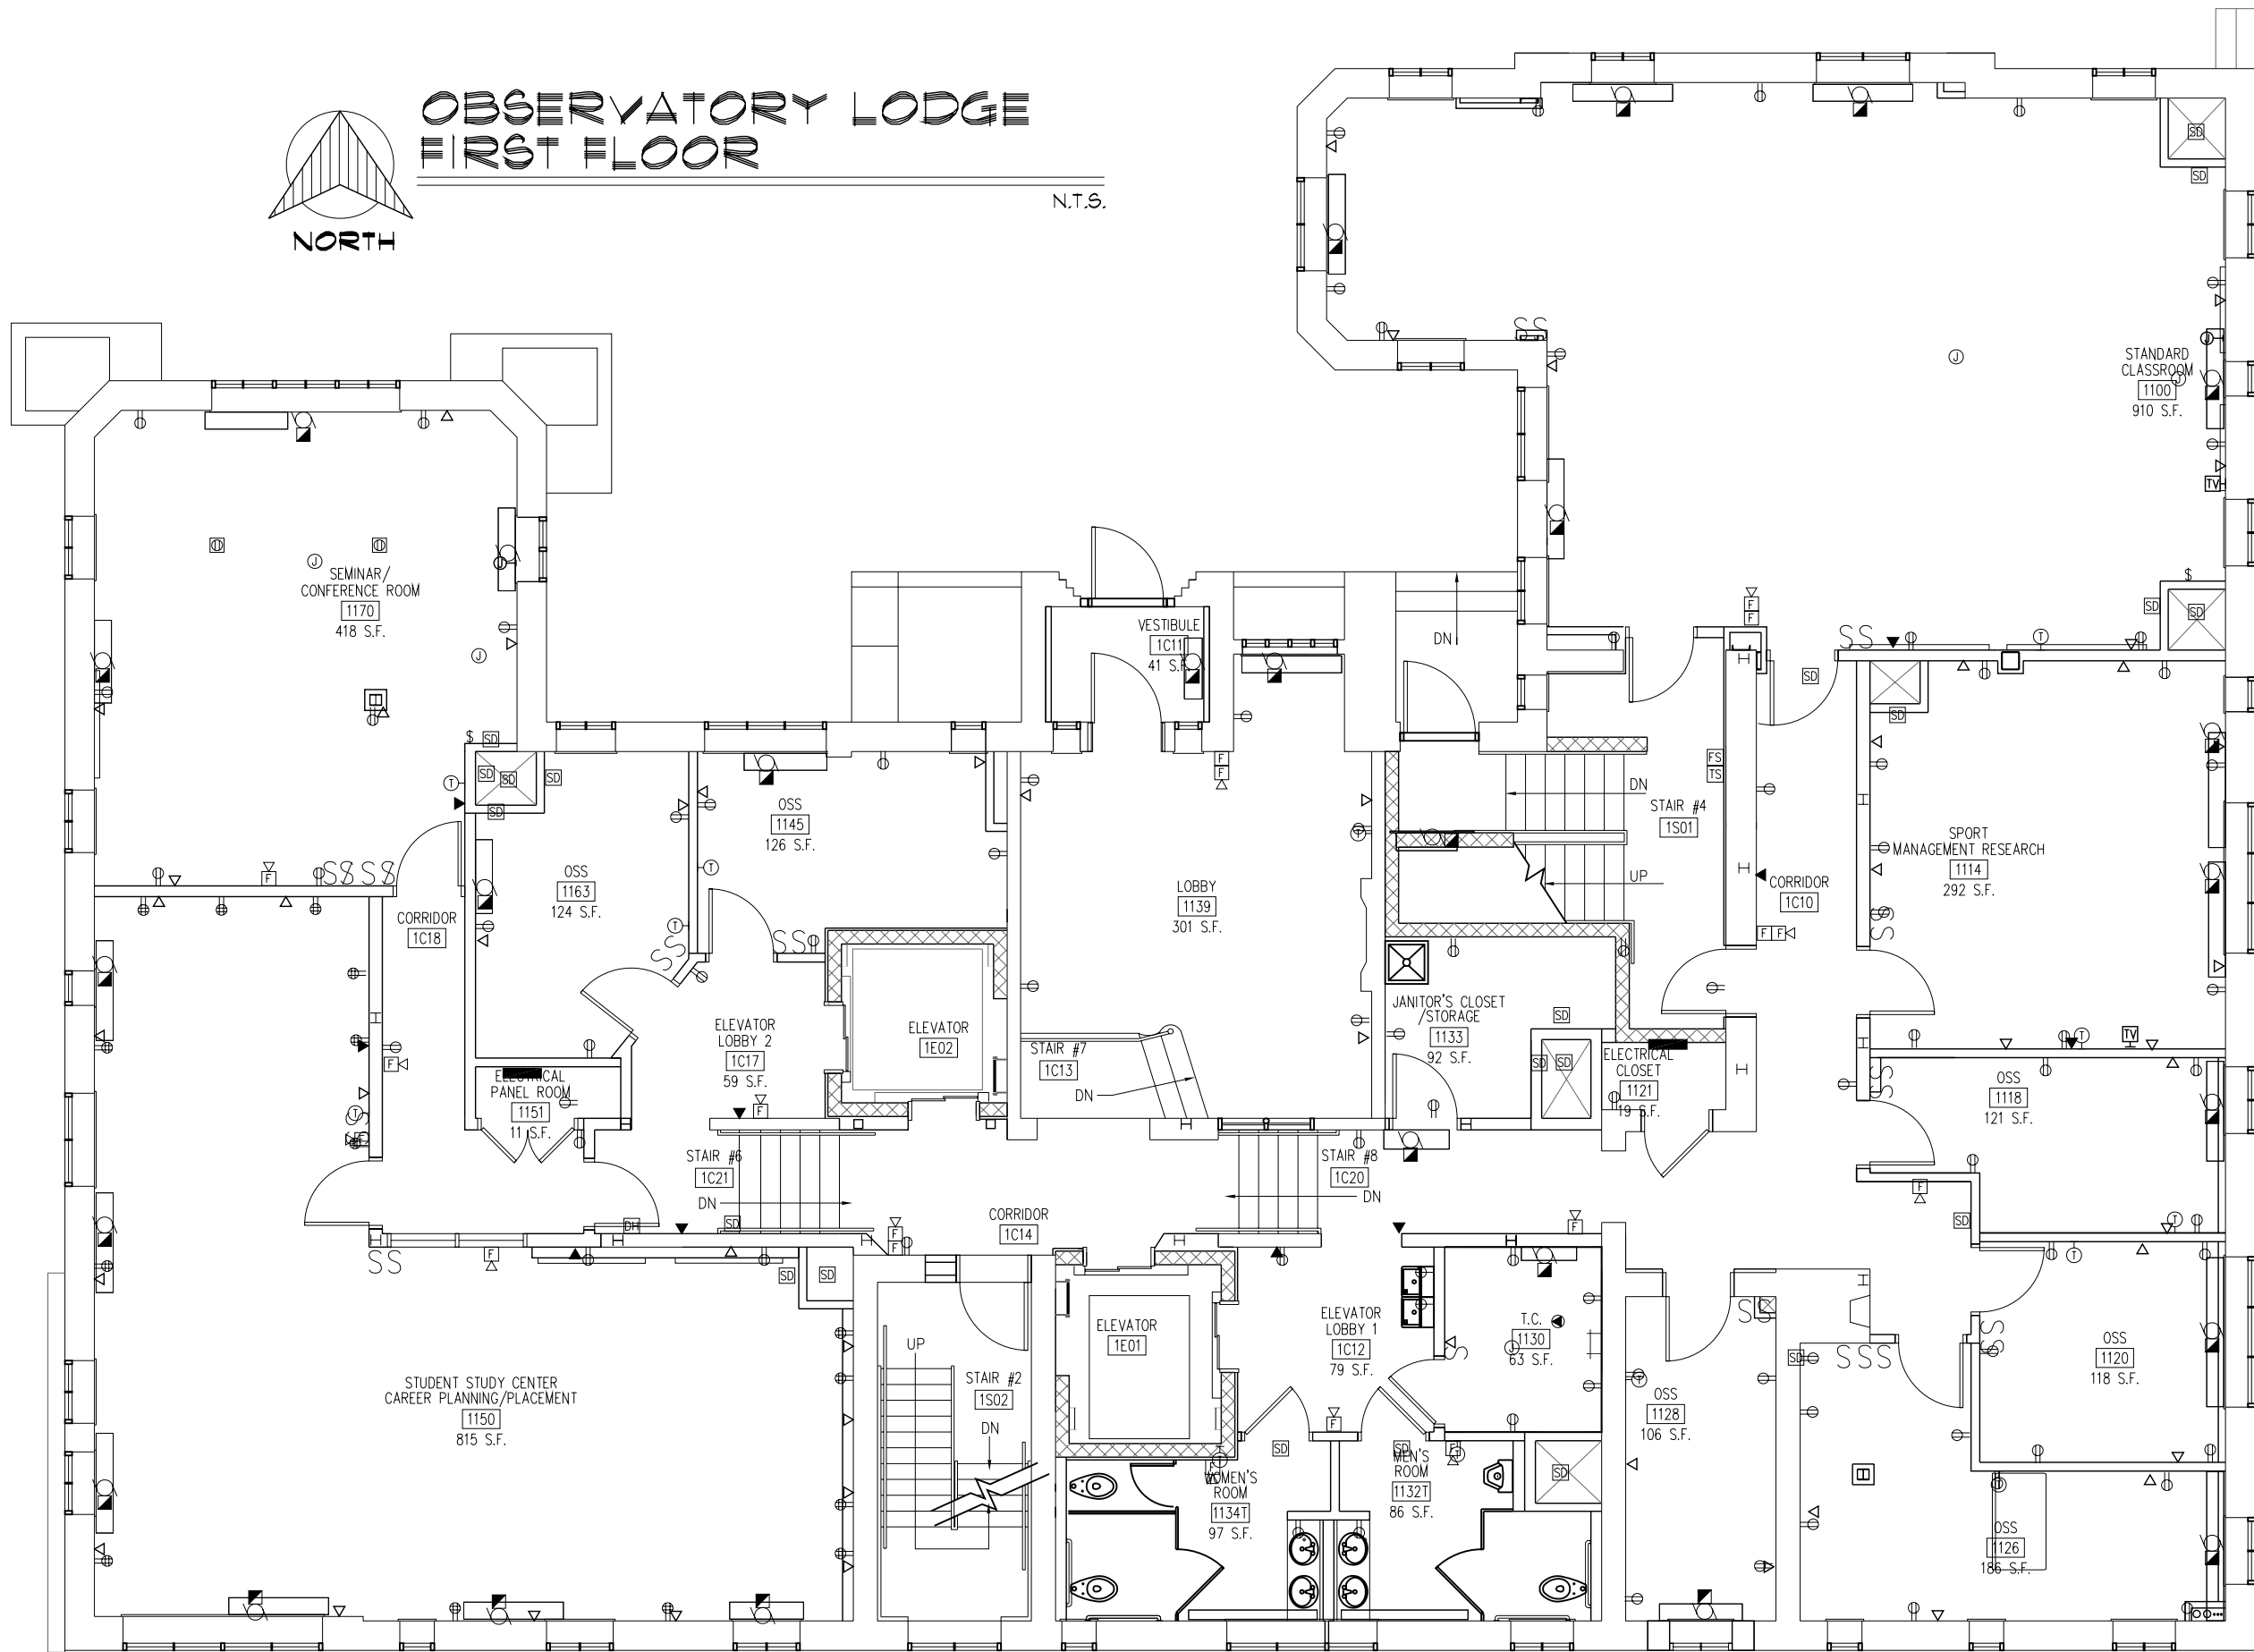 OBSERVATORY LODGE
FIRST FLOOR
N.T.S.
NORTH
STANDARD
CLASSROOM
1100
910 S.F.
SEMINAR/
CONFERENCE ROOM
1170
418 S.F.
VESTIBULE
1C11
41 S.F.
DN
OSS
1145
126 S.F.
OSS
1163
124 S.F.
LOBBY
1139
301 S.F.
DN
STAIR #4
1S01
UP
FS
TS
SPORT
MANAGEMENT RESEARCH
1114
292 S.F.
CORRIDOR
1C10
CORRIDOR
1C18
ELEVATOR
LOBBY 2
1C17
59 S.F.
ELEVATOR
1E02
STAIR #7
1C13
DN
JANITOR'S CLOSET
/STORAGE
1133
92 S.F.
ELECTRICAL
CLOSET
1121
19 S.F.
OSS
1118
121 S.F.
ELECTRICAL
PANEL ROOM
1151
11 S.F.
STAIR #6
1C21
DN
STAIR #8
1C20
DN
CORRIDOR
1C14
DH
SD
TV
ELEVATOR
1E01
ELEVATOR
LOBBY 1
1C12
79 S.F.
T.C.
1130
63 S.F.
UP
STAIR #2
1S02
DN
STUDENT STUDY CENTER
CAREER PLANNING/PLACEMENT
1150
815 S.F.
OSS
1128
106 S.F.
OSS
1120
118 S.F.
WOMEN'S
ROOM
1134T
97 S.F.
MEN'S
ROOM
1132T
86 S.F.
OSS
1126
186 S.F.